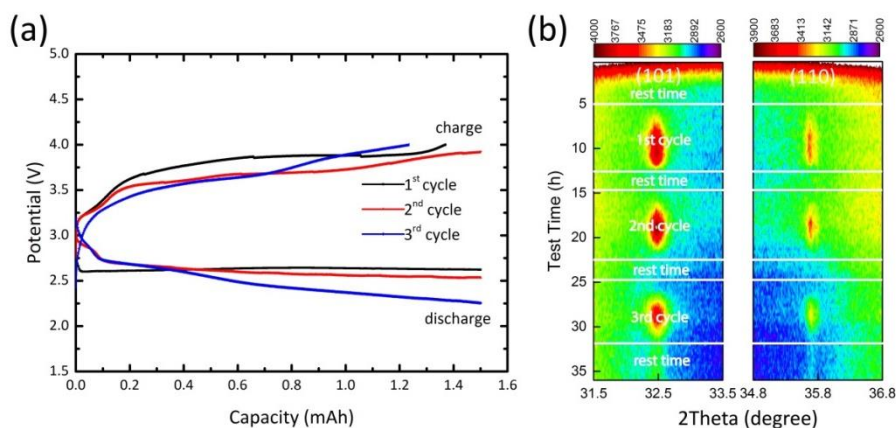 (a)
5.0
4.5
4.0
3.5
3.0
2.5
2.0
1.5
Potential (V)
charge
1st cycle
2nd cycle
3rd cycle
discharge
0.0 0.2 0.4 0.6 0.8 1.0 1.2 1.4 1.6
Capacity (mAh)
(b)
4000 3767 3475 3183 2892 2600
3900 3683 3413 3142 2871 2600
(101) (110)
rest time rest time
1st cycle
rest time
2nd cycle
rest time
3rd cycle
rest time
5
10
15
20
25
30
35
Test Time (h)
31.5 32.5 33.5 34.8 35.8 36.8
2Theta (degree)